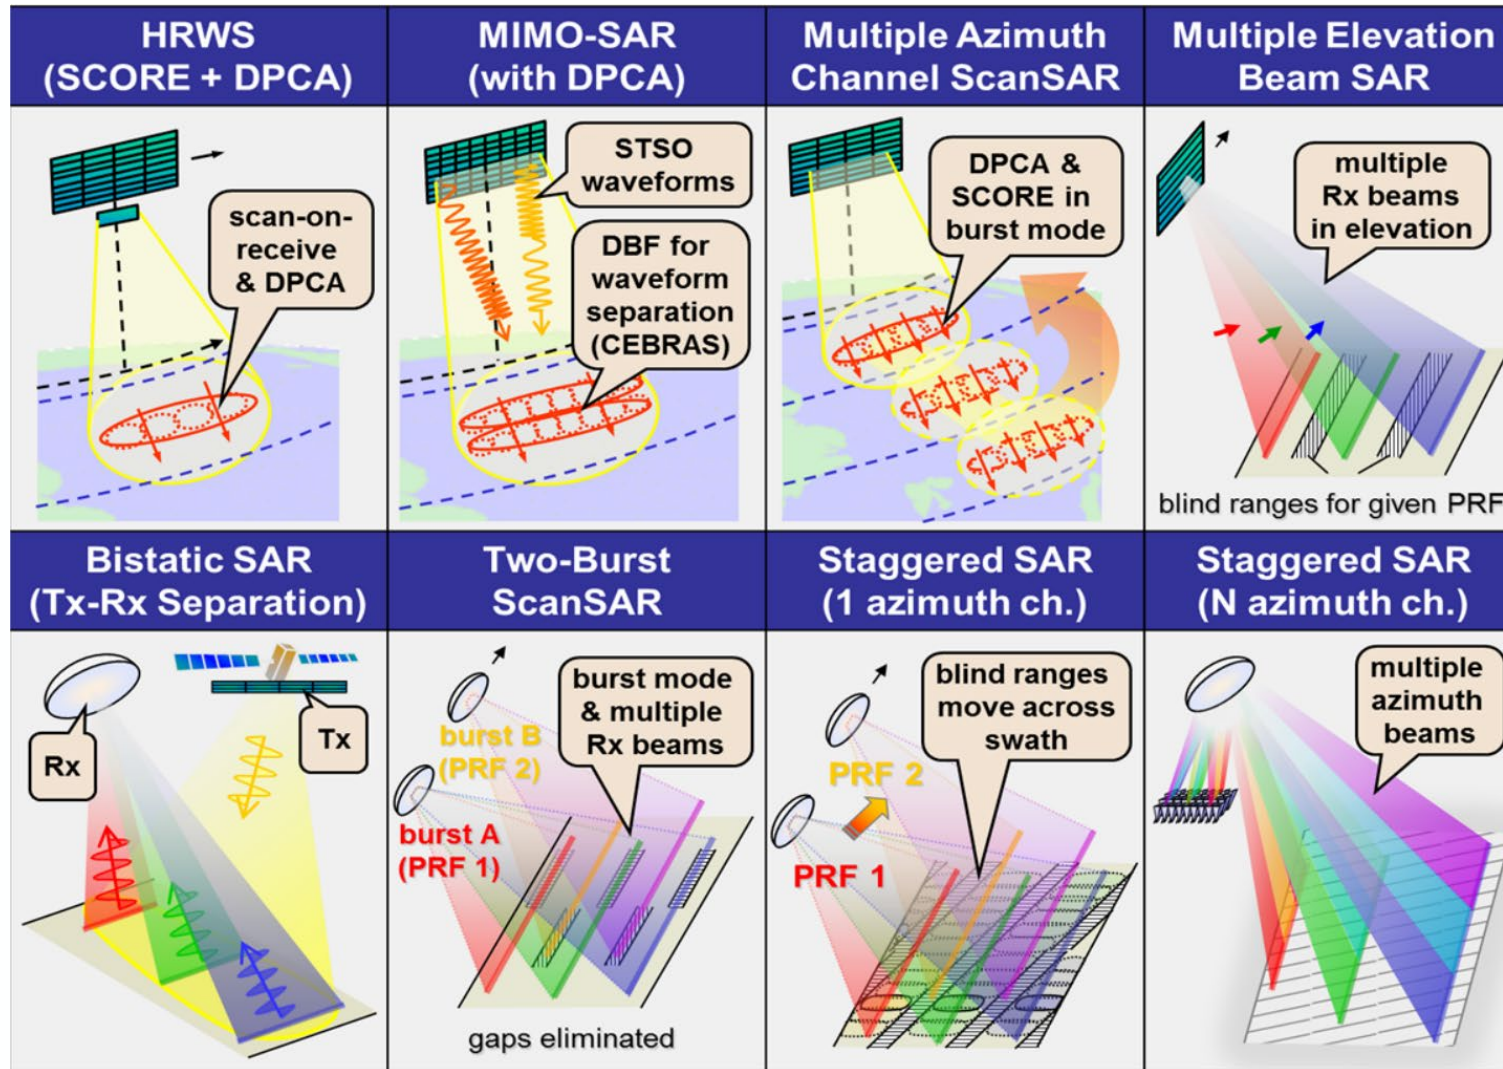 HRWS
(SCORE + DPCA)
scan-on-
receive
& DPCA
MIMO-SAR
(with DPCA)
STSO
waveforms
DBF for
waveform
separation
(CEBRAS)
Multiple Azimuth
Channel ScanSAR
DPCA &
SCORE in
burst mode
Multiple Elevation
Beam SAR
multiple
Rx beams
in elevation
blind ranges for given PRF
Bistatic SAR
(Tx-Rx Separation)
Rx
Tx
Two-Burst
ScanSAR
burst mode
& multiple
Rx beams
burst B
(PRF 2)
burst A
(PRF 1)
gaps eliminated
Staggered SAR
(1 azimuth ch.)
blind ranges
move across
swath
PRF 2
PRF 1
Staggered SAR
(N azimuth ch.)
multiple
azimuth
beams